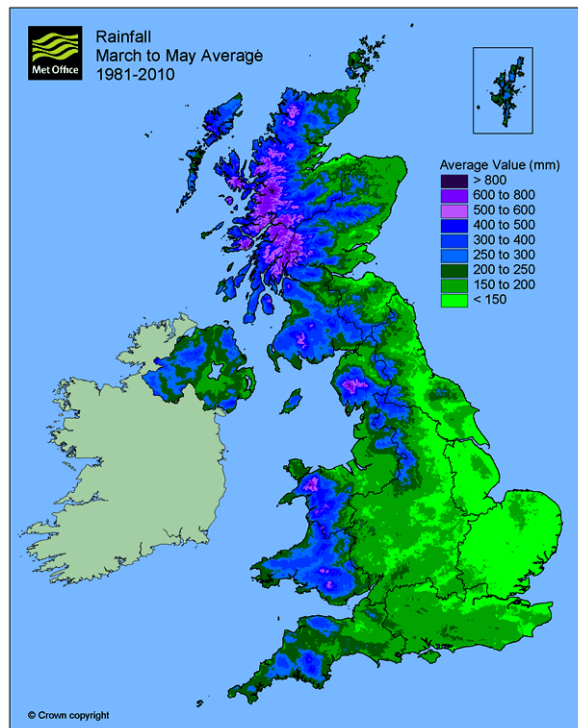 Met Office
Rainfall
March to May Average
1981-2010
Average Value (mm)
> 800
600 to 800
500 to 600
400 to 500
300 to 400
250 to 300
200 to 250
150 to 200
< 150
© Crown copyright